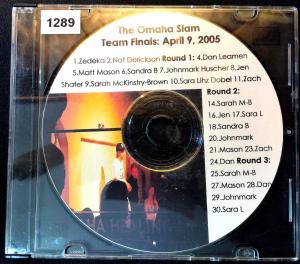 1289
The Omaha Slam
Team Finals: April 9, 2005
1.Zedeka 2.Nat Derickson Round 1: 4.Dan Leamen
5.Matt Mason 6.Sandra B 7.Johnmark Huscher 8.Jen
Shafer 9.Sarah McKinstry-Brown 10.Sara Lihz Dobel 11.Zach
Round 2:
14.Sarah M-B
16.Jen 17.Sara L
18.Sandra B
20.Johnmark
21.Mason 23.Zach
24.Dan Round 3:
25.Sarah M-B
27.Mason 28.Dan
29.Johnmark
30.Sara L